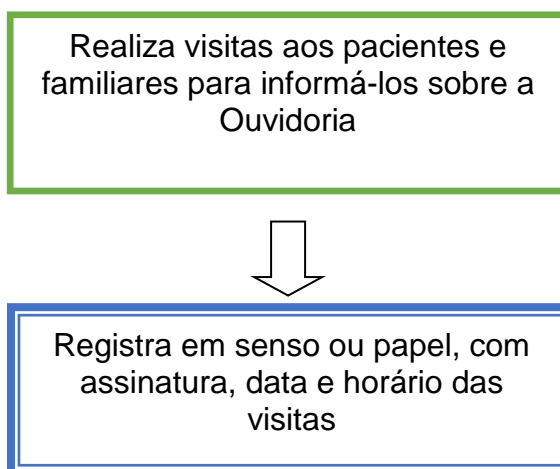 Realiza visitas aos pacientes e
familiares para informá-los sobre a
Ouvidoria
Registra em senso ou papel, com
assinatura, data e horário das
visitas